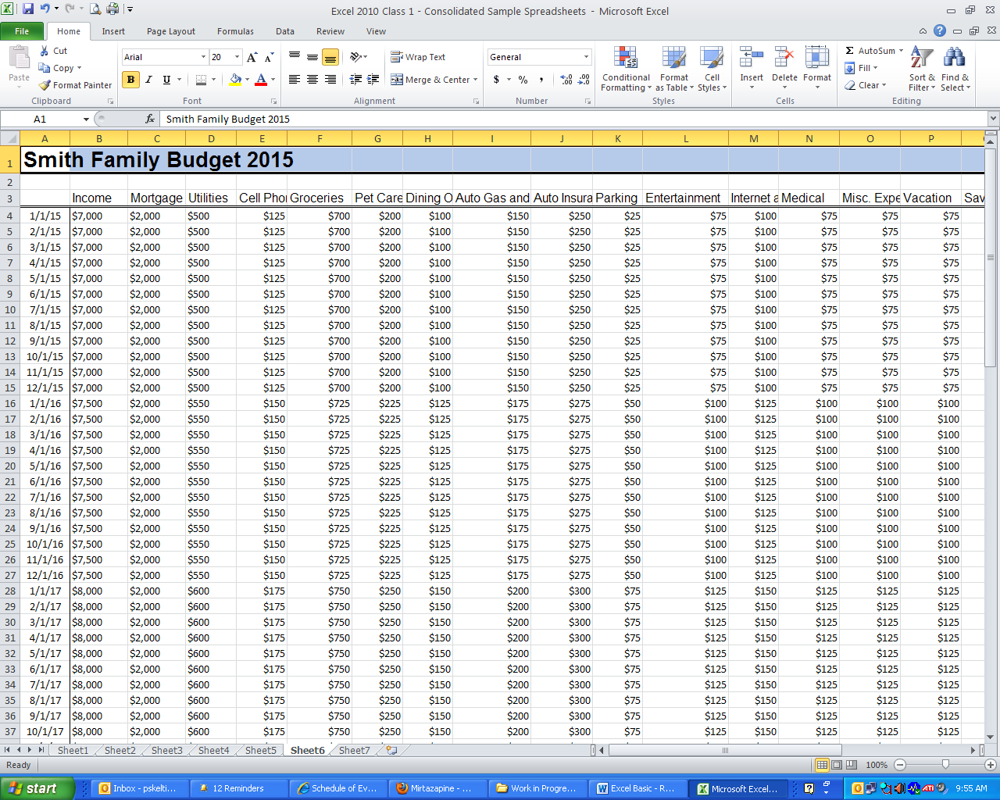 Excel 2010 Class 1 - Consolidated Sample Spreadsheets - Microsoft Excel
File Home Insert Page Layout Formulas Data Review View
Paste Cut Copy Format Painter Arial 20 B I U Wrap Text Merge & Center General $ % , Conditional Formatting Format as Table Cell Styles Insert Delete Format Σ AutoSum Fill Clear Sort & Filter Find & Select
Clipboard Font Alignment Number Styles Cells Editing
A1 fx Smith Family Budget 2015
A B C D E F G H I J K L M N O P
1 Smith Family Budget 2015
2
3 Income Mortgage Utilities Cell Pho Groceries Pet Care Dining O Auto Gas and Auto Insura Parking Entertainment Internet a Medical Misc. Expe Vacation Sav
4 1/1/15 $7,000 $2,000 $500 $125 $700 $200 $100 $150 $250 $25 $75 $100 $75 $75 $75
5 2/1/15 $7,000 $2,000 $500 $125 $700 $200 $100 $150 $250 $25 $75 $100 $75 $75 $75
6 3/1/15 $7,000 $2,000 $500 $125 $700 $200 $100 $150 $250 $25 $75 $100 $75 $75 $75
7 4/1/15 $7,000 $2,000 $500 $125 $700 $200 $100 $150 $250 $25 $75 $100 $75 $75 $75
8 5/1/15 $7,000 $2,000 $500 $125 $700 $200 $100 $150 $250 $25 $75 $100 $75 $75 $75
9 6/1/15 $7,000 $2,000 $500 $125 $700 $200 $100 $150 $250 $25 $75 $100 $75 $75 $75
10 7/1/15 $7,000 $2,000 $500 $125 $700 $200 $100 $150 $250 $25 $75 $100 $75 $75 $75
11 8/1/15 $7,000 $2,000 $500 $125 $700 $200 $100 $150 $250 $25 $75 $100 $75 $75 $75
12 9/1/15 $7,000 $2,000 $500 $125 $700 $200 $100 $150 $250 $25 $75 $100 $75 $75 $75
13 10/1/15 $7,000 $2,000 $500 $125 $700 $200 $100 $150 $250 $25 $75 $100 $75 $75 $75
14 11/1/15 $7,000 $2,000 $500 $125 $700 $200 $100 $150 $250 $25 $75 $100 $75 $75 $75
15 12/1/15 $7,000 $2,000 $500 $125 $700 $200 $100 $150 $250 $25 $75 $100 $75 $75 $75
16 1/1/16 $7,500 $2,000 $550 $150 $725 $225 $125 $175 $275 $50 $100 $125 $100 $100 $100
17 2/1/16 $7,500 $2,000 $550 $150 $725 $225 $125 $175 $275 $50 $100 $125 $100 $100 $100
18 3/1/16 $7,500 $2,000 $550 $150 $725 $225 $125 $175 $275 $50 $100 $125 $100 $100 $100
19 4/1/16 $7,500 $2,000 $550 $150 $725 $225 $125 $175 $275 $50 $100 $125 $100 $100 $100
20 5/1/16 $7,500 $2,000 $550 $150 $725 $225 $125 $175 $275 $50 $100 $125 $100 $100 $100
21 6/1/16 $7,500 $2,000 $550 $150 $725 $225 $125 $175 $275 $50 $100 $125 $100 $100 $100
22 7/1/16 $7,500 $2,000 $550 $150 $725 $225 $125 $175 $275 $50 $100 $125 $100 $100 $100
23 8/1/16 $7,500 $2,000 $550 $150 $725 $225 $125 $175 $275 $50 $100 $125 $100 $100 $100
24 9/1/16 $7,500 $2,000 $550 $150 $725 $225 $125 $175 $275 $50 $100 $125 $100 $100 $100
25 10/1/16 $7,500 $2,000 $550 $150 $725 $225 $125 $175 $275 $50 $100 $125 $100 $100 $100
26 11/1/16 $7,500 $2,000 $550 $150 $725 $225 $125 $175 $275 $50 $100 $125 $100 $100 $100
27 12/1/16 $7,500 $2,000 $550 $150 $725 $225 $125 $175 $275 $50 $100 $125 $100 $100 $100
28 1/1/17 $8,000 $2,000 $600 $175 $750 $250 $150 $200 $300 $75 $125 $150 $125 $125 $125
29 2/1/17 $8,000 $2,000 $600 $175 $750 $250 $150 $200 $300 $75 $125 $150 $125 $125 $125
30 3/1/17 $8,000 $2,000 $600 $175 $750 $250 $150 $200 $300 $75 $125 $150 $125 $125 $125
31 4/1/17 $8,000 $2,000 $600 $175 $750 $250 $150 $200 $300 $75 $125 $150 $125 $125 $125
32 5/1/17 $8,000 $2,000 $600 $175 $750 $250 $150 $200 $300 $75 $125 $150 $125 $125 $125
33 6/1/17 $8,000 $2,000 $600 $175 $750 $250 $150 $200 $300 $75 $125 $150 $125 $125 $125
34 7/1/17 $8,000 $2,000 $600 $175 $750 $250 $150 $200 $300 $75 $125 $150 $125 $125 $125
35 8/1/17 $8,000 $2,000 $600 $175 $750 $250 $150 $200 $300 $75 $125 $150 $125 $125 $125
36 9/1/17 $8,000 $2,000 $600 $175 $750 $250 $150 $200 $300 $75 $125 $150 $125 $125 $125
37 10/1/17 $8,000 $2,000 $600 $175 $750 $250 $150 $200 $300 $75 $125 $150 $125 $125 $125
Sheet1 Sheet2 Sheet3 Sheet4 Sheet5 Sheet6 Sheet7
Ready 100%
start Inbox - pskelti... 12 Reminders Schedule of Ev... Mirtazapine - ... Work in Progre... Excel Basic - R... Microsoft Excel... 9:55 AM